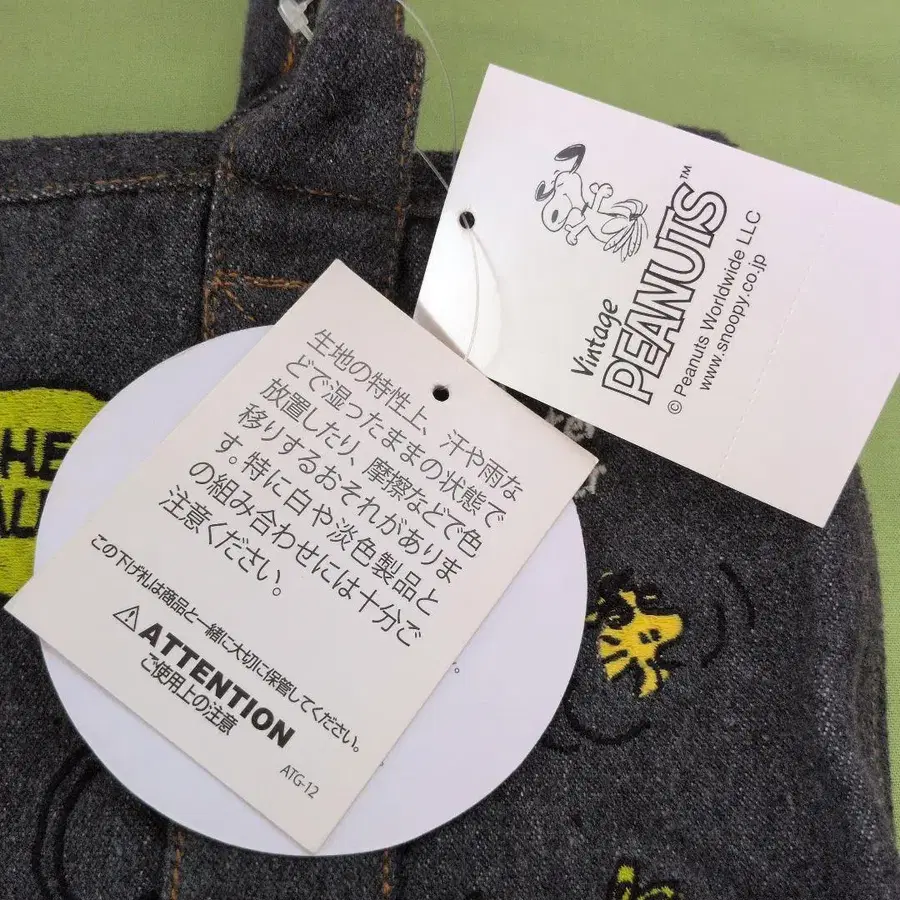 Vintage
PEANUTS™
© Peanuts Worldwide LLC
www.snoopy.co.jp
生地の特性上、汗や雨な
どで湿ったままの状態で
放置したり、摩擦などで色
移りするおそれがありま
す。特に白や淡色製品と
の組み合わせには十分ご
注意ください。
この下げ札は商品と一緒に大切に保管してください。
ATTENTION
ご使用上の注意
ATG-12
HE